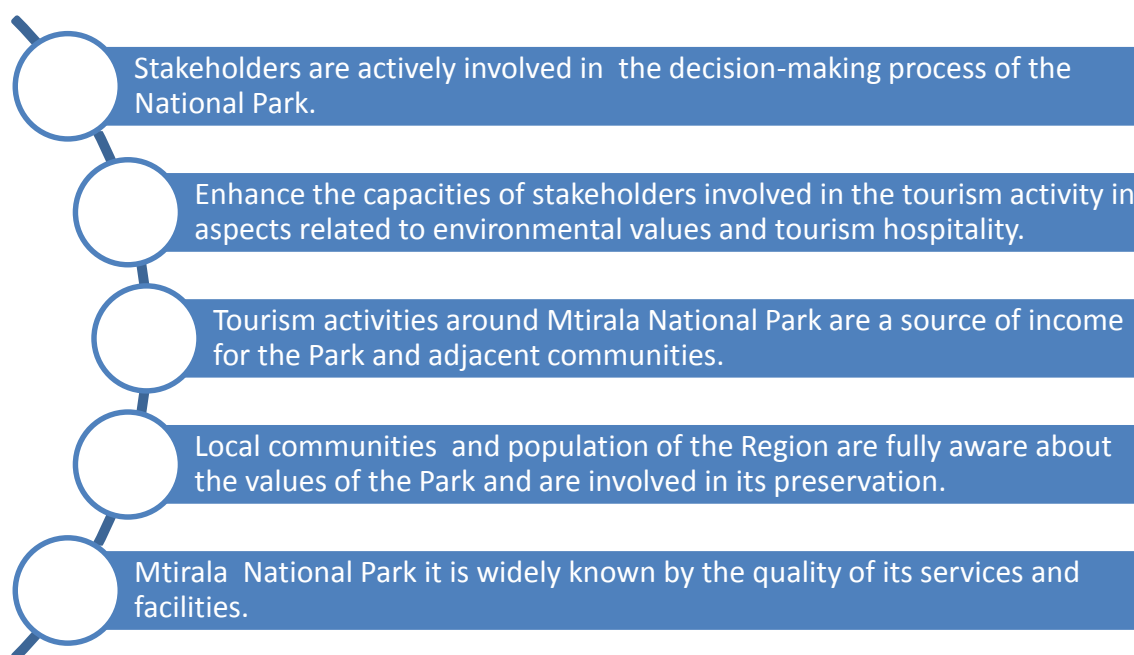 Stakeholders are actively involved in  the decision-making process of the
National Park.
Enhance the capacities of stakeholders involved in the tourism activity in
aspects related to environmental values and tourism hospitality.
Tourism activities around Mtirala National Park are a source of income
for the Park and adjacent communities.
Local communities  and population of the Region are fully aware about
the values of the Park and are involved in its preservation.
Mtirala  National Park it is widely known by the quality of its services and
facilities.